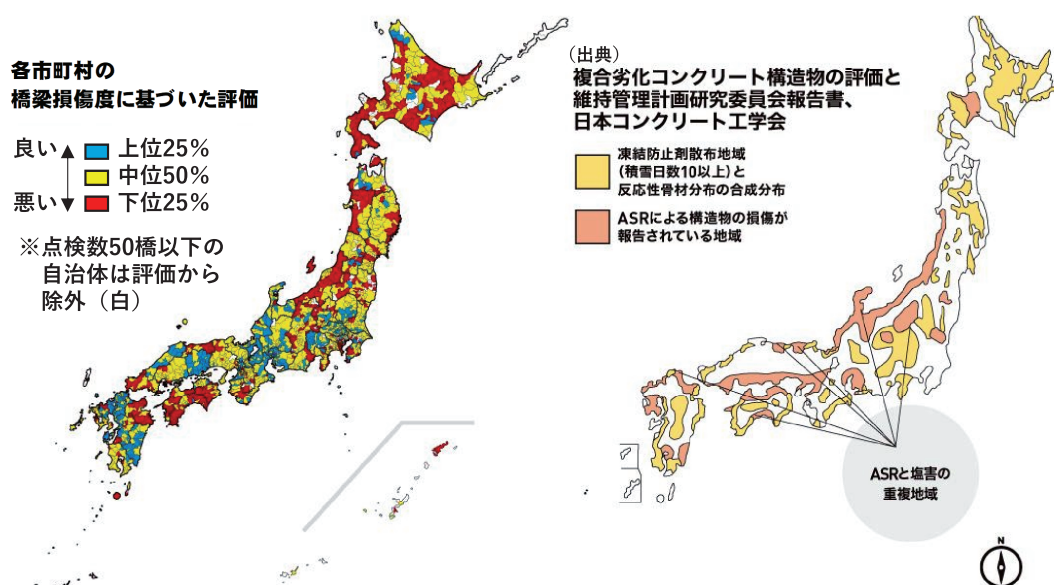 各市町村の
橋梁損傷度に基づいた評価
良い
上位25%
中位50%
悪い
下位25%
※点検数50橋以下の
自治体は評価から
除外（白）
（出典）
複合劣化コンクリート構造物の評価と
維持管理計画研究委員会報告書、
日本コンクリート工学会
凍結防止剤散布地域
（積雪日数10以上）と
反応性骨材分布の合成分布
ASRによる構造物の損傷が
報告されている地域
ASRと塩害の
重複地域
N